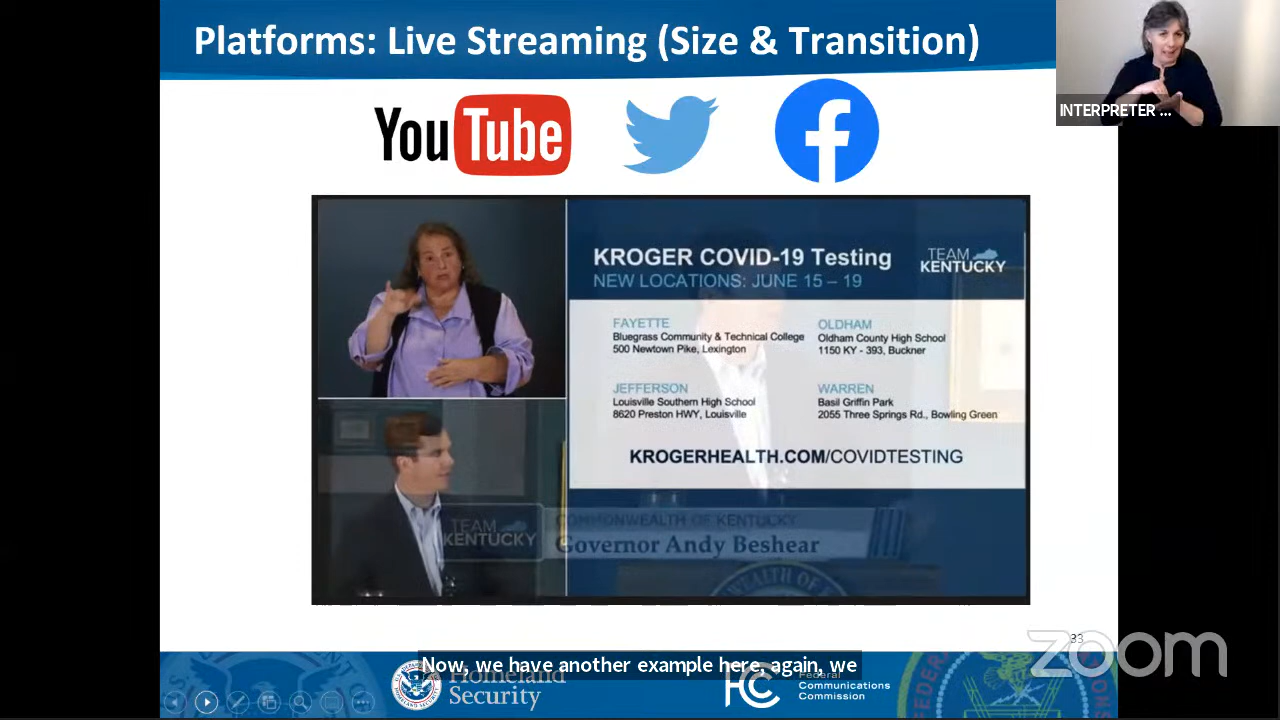 Platforms: Live Streaming (Size & Transition)
INTERPRETER ...
YouTube
f
KROGER COVID-19 Testing
NEW LOCATIONS: JUNE 15 – 19
TEAM
KENTUCKY
FAYETTE
Bluegrass Community & Technical College
500 Newtown Pike, Lexington
OLDHAM
Oldham County High School
1150 KY - 393, Buckner
JEFFERSON
Louisville Southern High School
8620 Preston HWY, Louisville
WARREN
Basil Griffin Park
2055 Three Springs Rd., Bowling Green
KROGERHEALTH.COM/COVIDTESTING
TEAM
KENTUCKY
COMMONWEALTH OF KENTUCKY
Governor Andy Beshear
33
zoom
Now, we have another example here, again, we
Homeland
Security
FCC
Federal
Communications
Commission